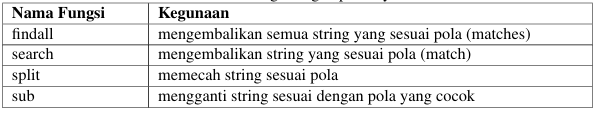 Nama Fungsi Kegunaan
findall mengembalikan semua string yang sesuai pola (matches)
search mengembalikan string yang sesuai pola (match)
split memecah string sesuai pola
sub mengganti string sesuai dengan pola yang cocok